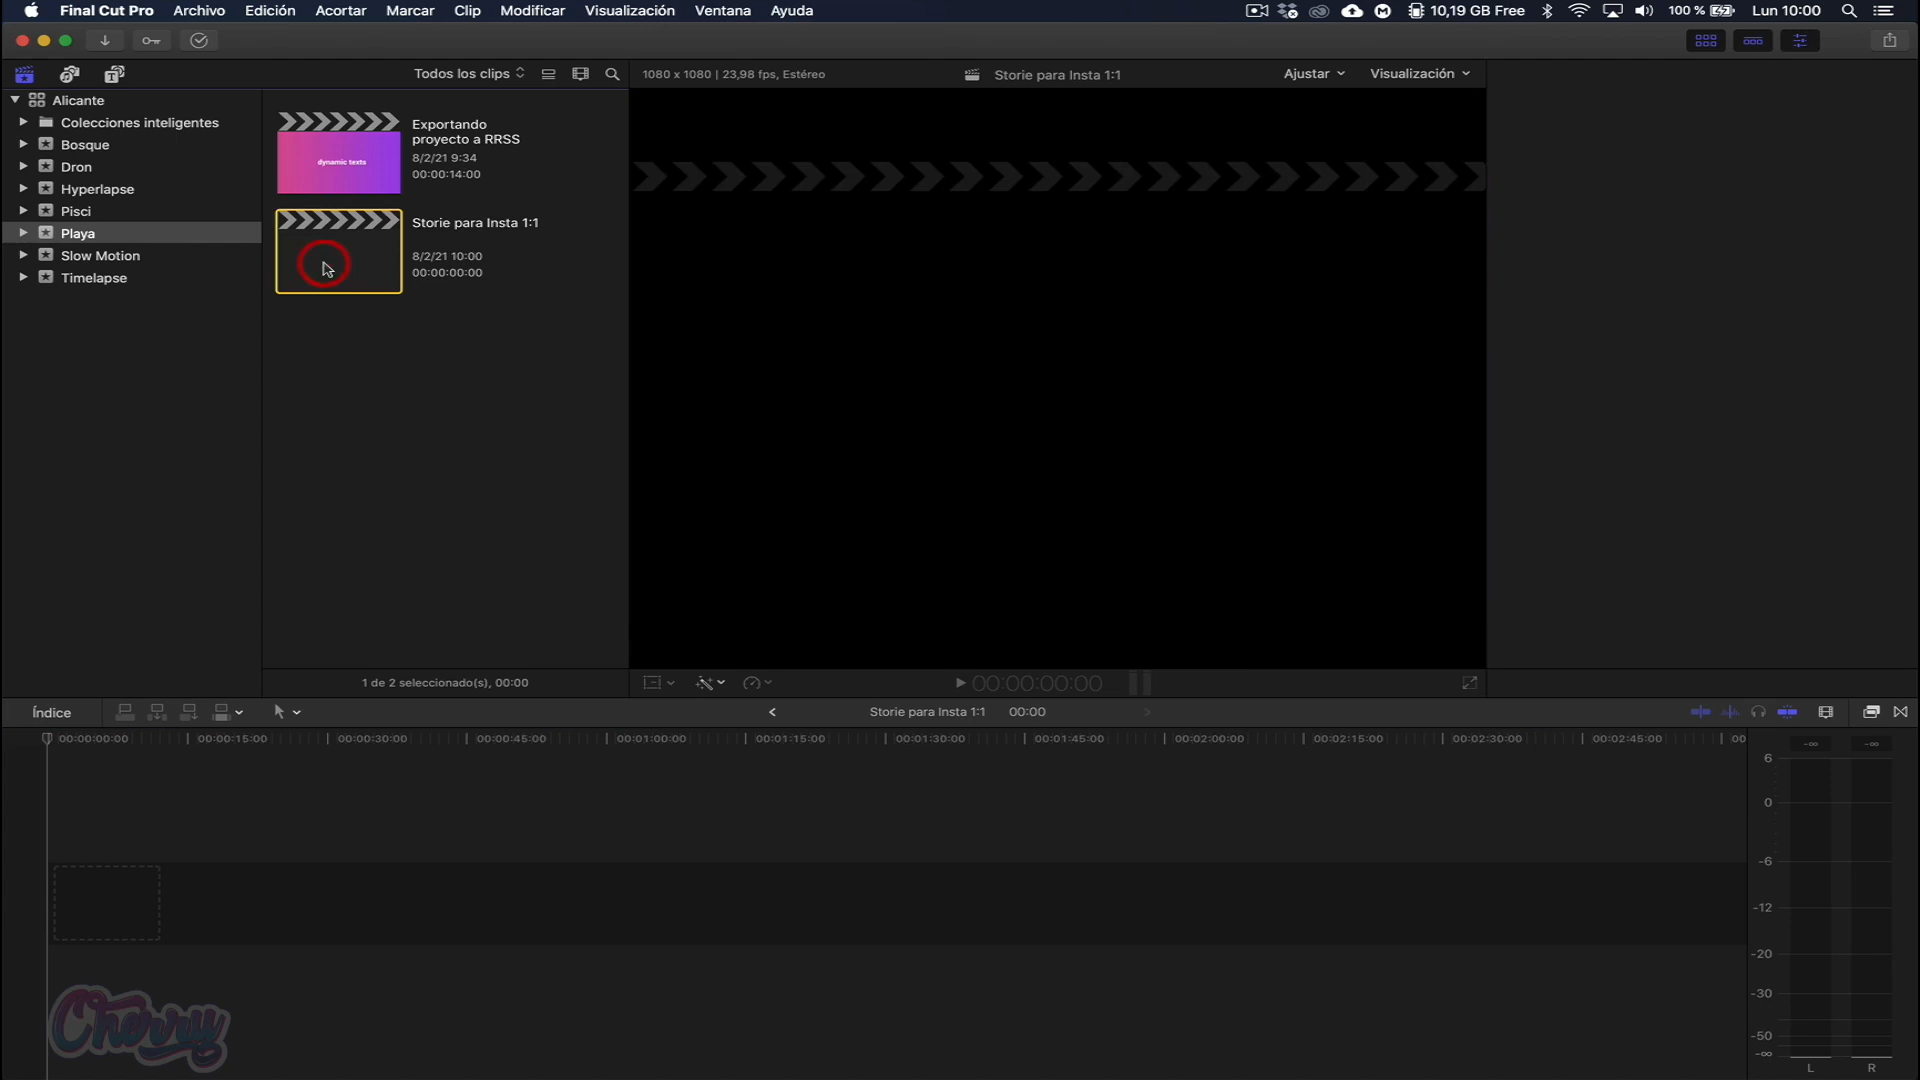 Final Cut Pro Archivo Edición Acortar Marcar Clip Modificar Visualización Ventana Ayuda 10,19 GB Free 100 % Lun 10:00
Todos los clips
1080 x 1080 | 23,98 fps, Estéreo
Storie para Insta 1:1
Ajustar
Visualización
Alicante
Colecciones inteligentes
Bosque
Dron
Hyperlapse
Pisci
Playa
Slow Motion
Timelapse
dynamic texts
Exportando
proyecto a RRSS
8/2/21 9:34
00:00:14:00
Storie para Insta 1:1
8/2/21 10:00
00:00:00:00
1 de 2 seleccionado(s), 00:00
00:00:00:00
Índice
Storie para Insta 1:1 00:00
00:00:00:00 00:00:15:00 00:00:30:00 00:00:45:00 00:01:00:00 00:01:15:00 00:01:30:00 00:01:45:00 00:02:00:00 00:02:15:00 00:02:30:00 00:02:45:00 00
-∞ -∞
6
0
-6
-12
-20
-30
-50
-∞
L R
Cherry